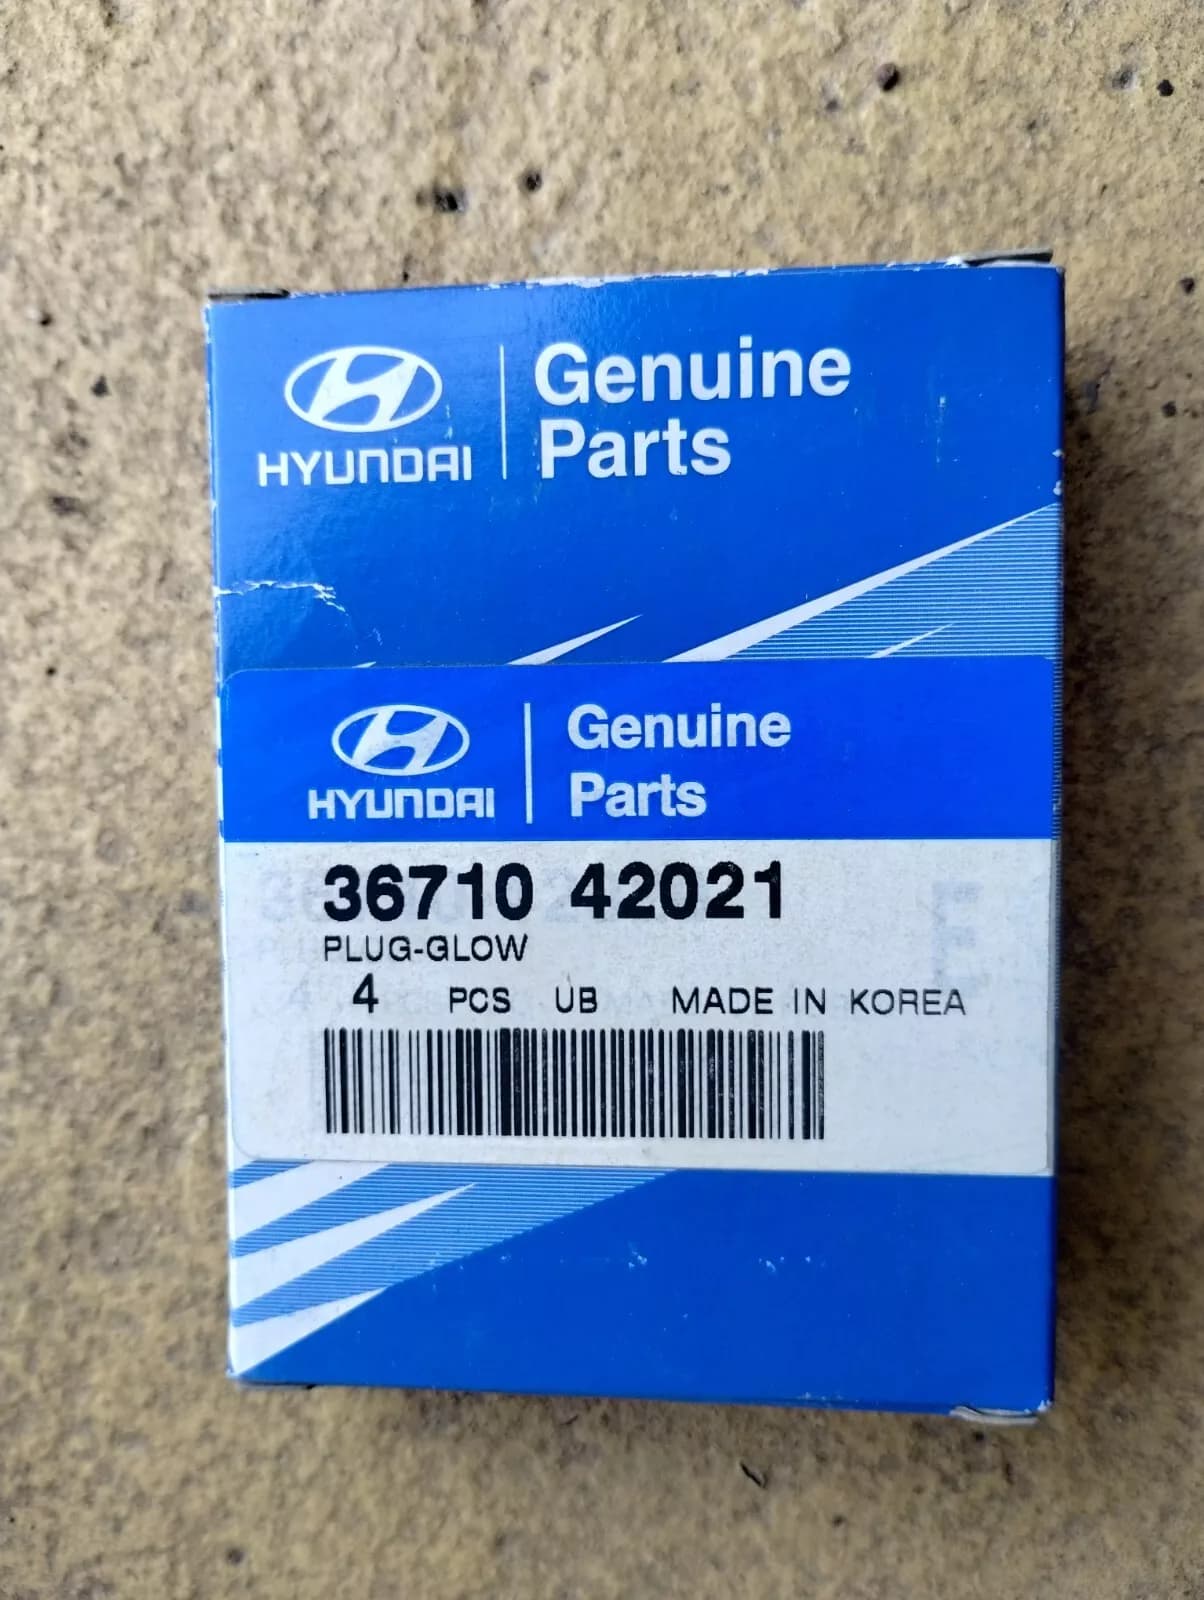 HYUNDAI
Genuine
Parts
HYUNDAI
Genuine
Parts
36710 42021
PLUG-GLOW
4 PCS UB MADE IN KOREA